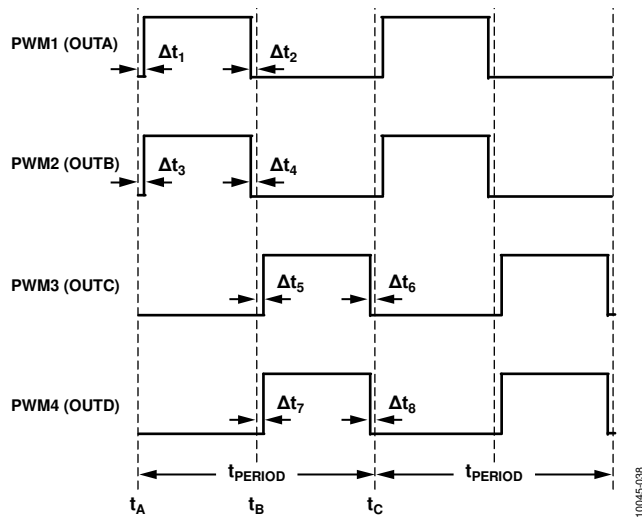 PWM1 (OUTA)
Δt1
Δt2
PWM2 (OUTB)
Δt3
Δt4
PWM3 (OUTC)
Δt5
Δt6
PWM4 (OUTD)
Δt7
Δt8
tPERIOD
tPERIOD
tA
tB
tC
10045-038